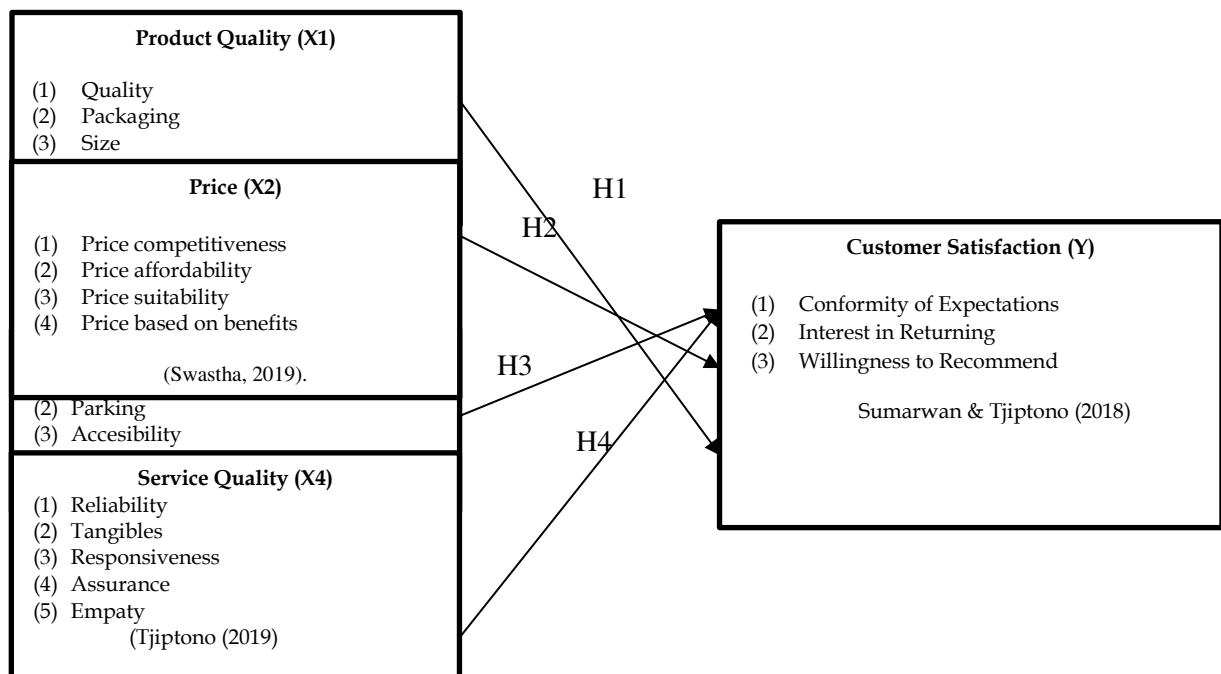 Product Quality (X1)
(1) Quality
(2) Packaging
(3) Size
Price (X2)
(1) Price competitiveness
(2) Price affordability
(3) Price suitability
(4) Price based on benefits
(Swastha, 2019).
(2) Parking
(3) Accesibility
Service Quality (X4)
(1) Reliability
(2) Tangibles
(3) Responsiveness
(4) Assurance
(5) Empaty
(Tjiptono (2019)
H1
H2
H3
H4
Customer Satisfaction (Y)
(1) Conformity of Expectations
(2) Interest in Returning
(3) Willingness to Recommend
Sumarwan & Tjiptono (2018)